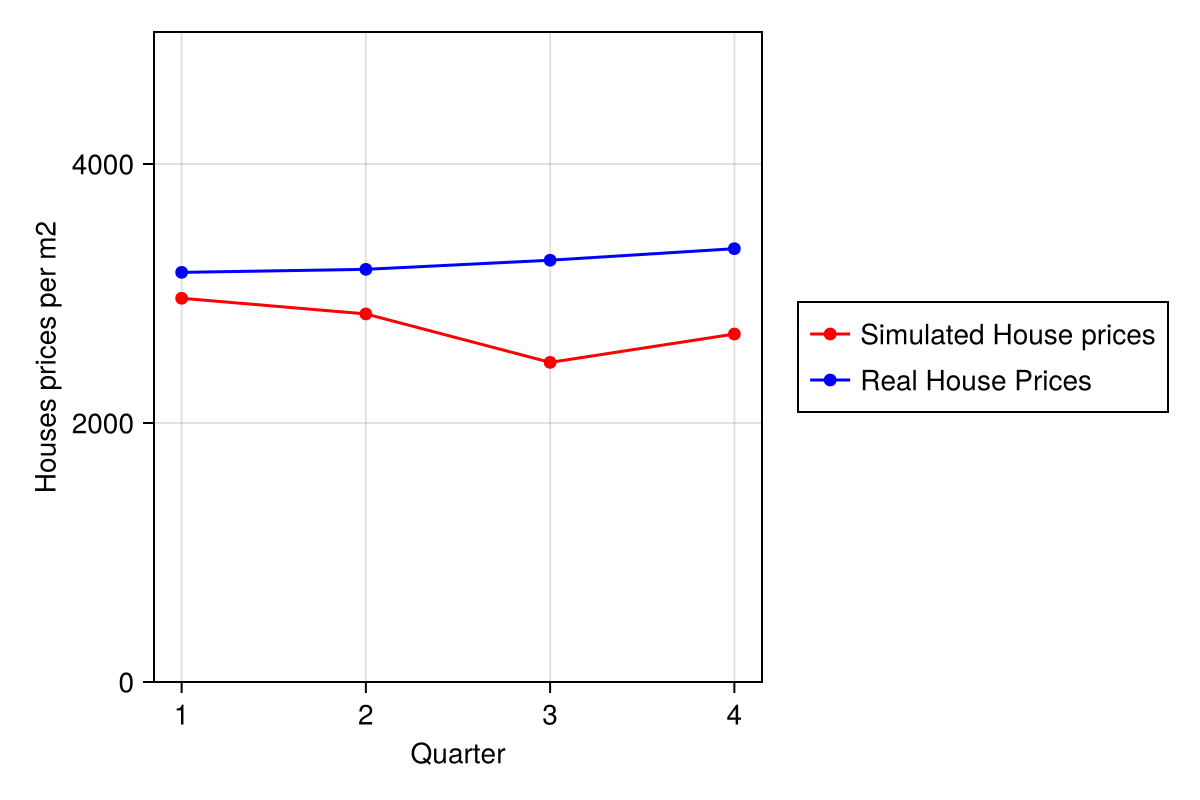 4000
2000
0
Houses prices per m2
1 2 3 4
Quarter
Simulated House prices
Real House Prices